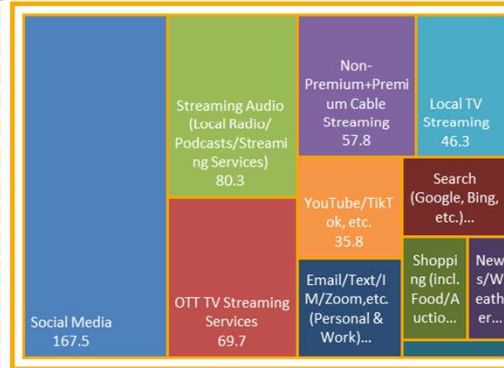 Social Media
167.5
Streaming Audio
(Local Radio/
Podcasts/Streami
ng Services)
80.3
OTT TV Streaming
Services
69.7
Non-
Premium+Premi
um Cable
Streaming
57.8
Local TV
Streaming
46.3
YouTube/TikT
ok, etc.
35.8
Search
(Google, Bing,
etc.)...
Email/Text/I
M/Zoom,etc.
(Personal &
Work)...
Shoppi
ng (incl.
Food/A
uctio...
New
s/W
eath
er...